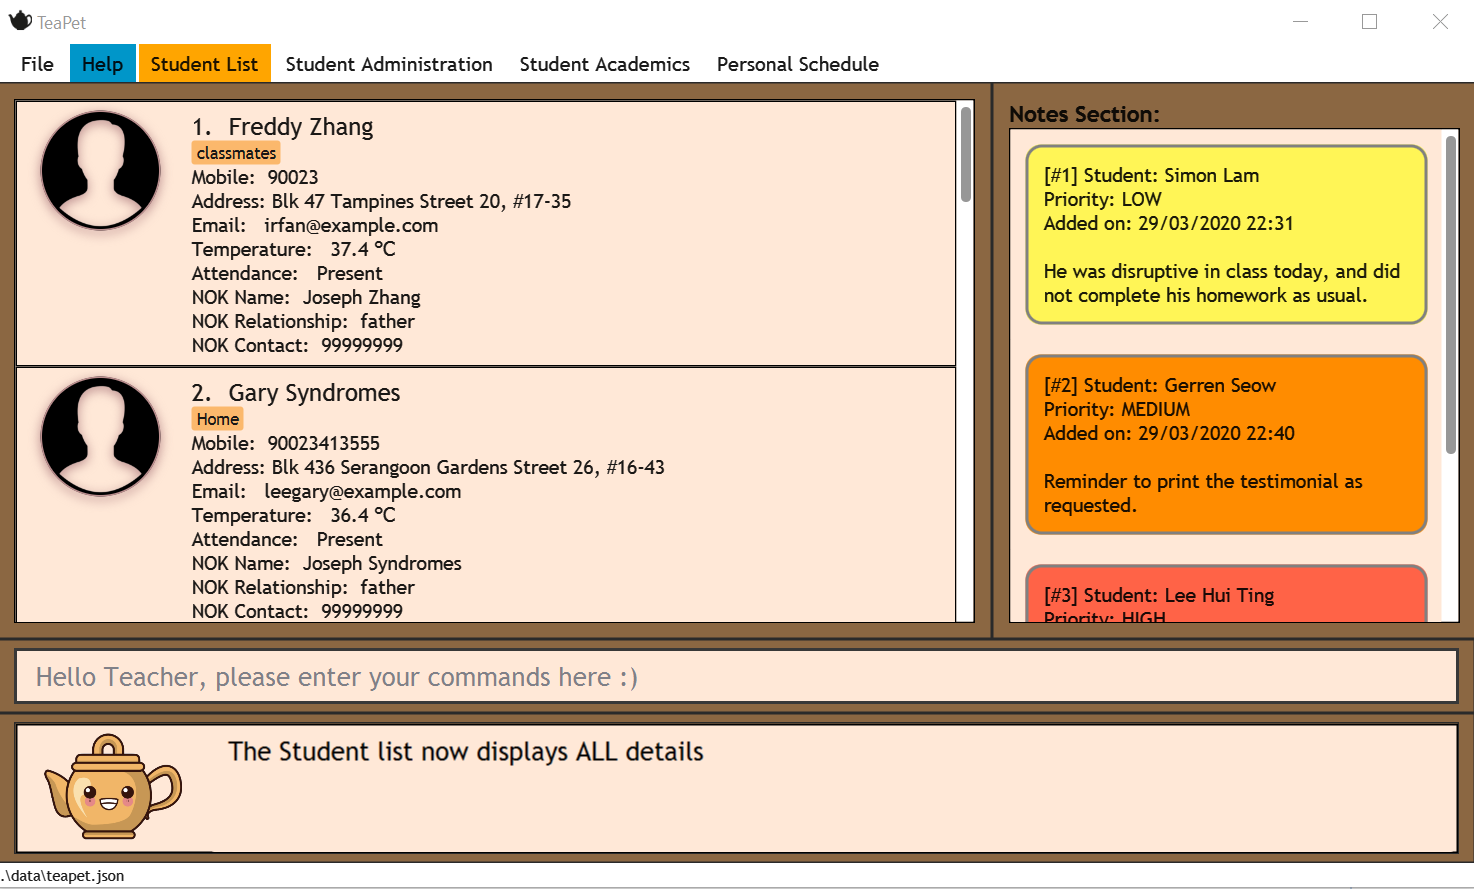 TeaPet
File Help Student List Student Administration Student Academics Personal Schedule
1. Freddy Zhang
classmates
Mobile: 90023
Address: Blk 47 Tampines Street 20, #17-35
Email: irfan@example.com
Temperature: 37.4 °C
Attendance: Present
NOK Name: Joseph Zhang
NOK Relationship: father
NOK Contact: 99999999
2. Gary Syndromes
Home
Mobile: 90023413555
Address: Blk 436 Serangoon Gardens Street 26, #16-43
Email: leegary@example.com
Temperature: 36.4 °C
Attendance: Present
NOK Name: Joseph Syndromes
NOK Relationship: father
NOK Contact: 99999999
Notes Section:
[#1] Student: Simon Lam
Priority: LOW
Added on: 29/03/2020 22:31
He was disruptive in class today, and did
not complete his homework as usual.
[#2] Student: Gerren Seow
Priority: MEDIUM
Added on: 29/03/2020 22:40
Reminder to print the testimonial as
requested.
[#3] Student: Lee Hui Ting
Priority: HIGH
Hello Teacher, please enter your commands here :)
The Student list now displays ALL details
.\data\teapet.json